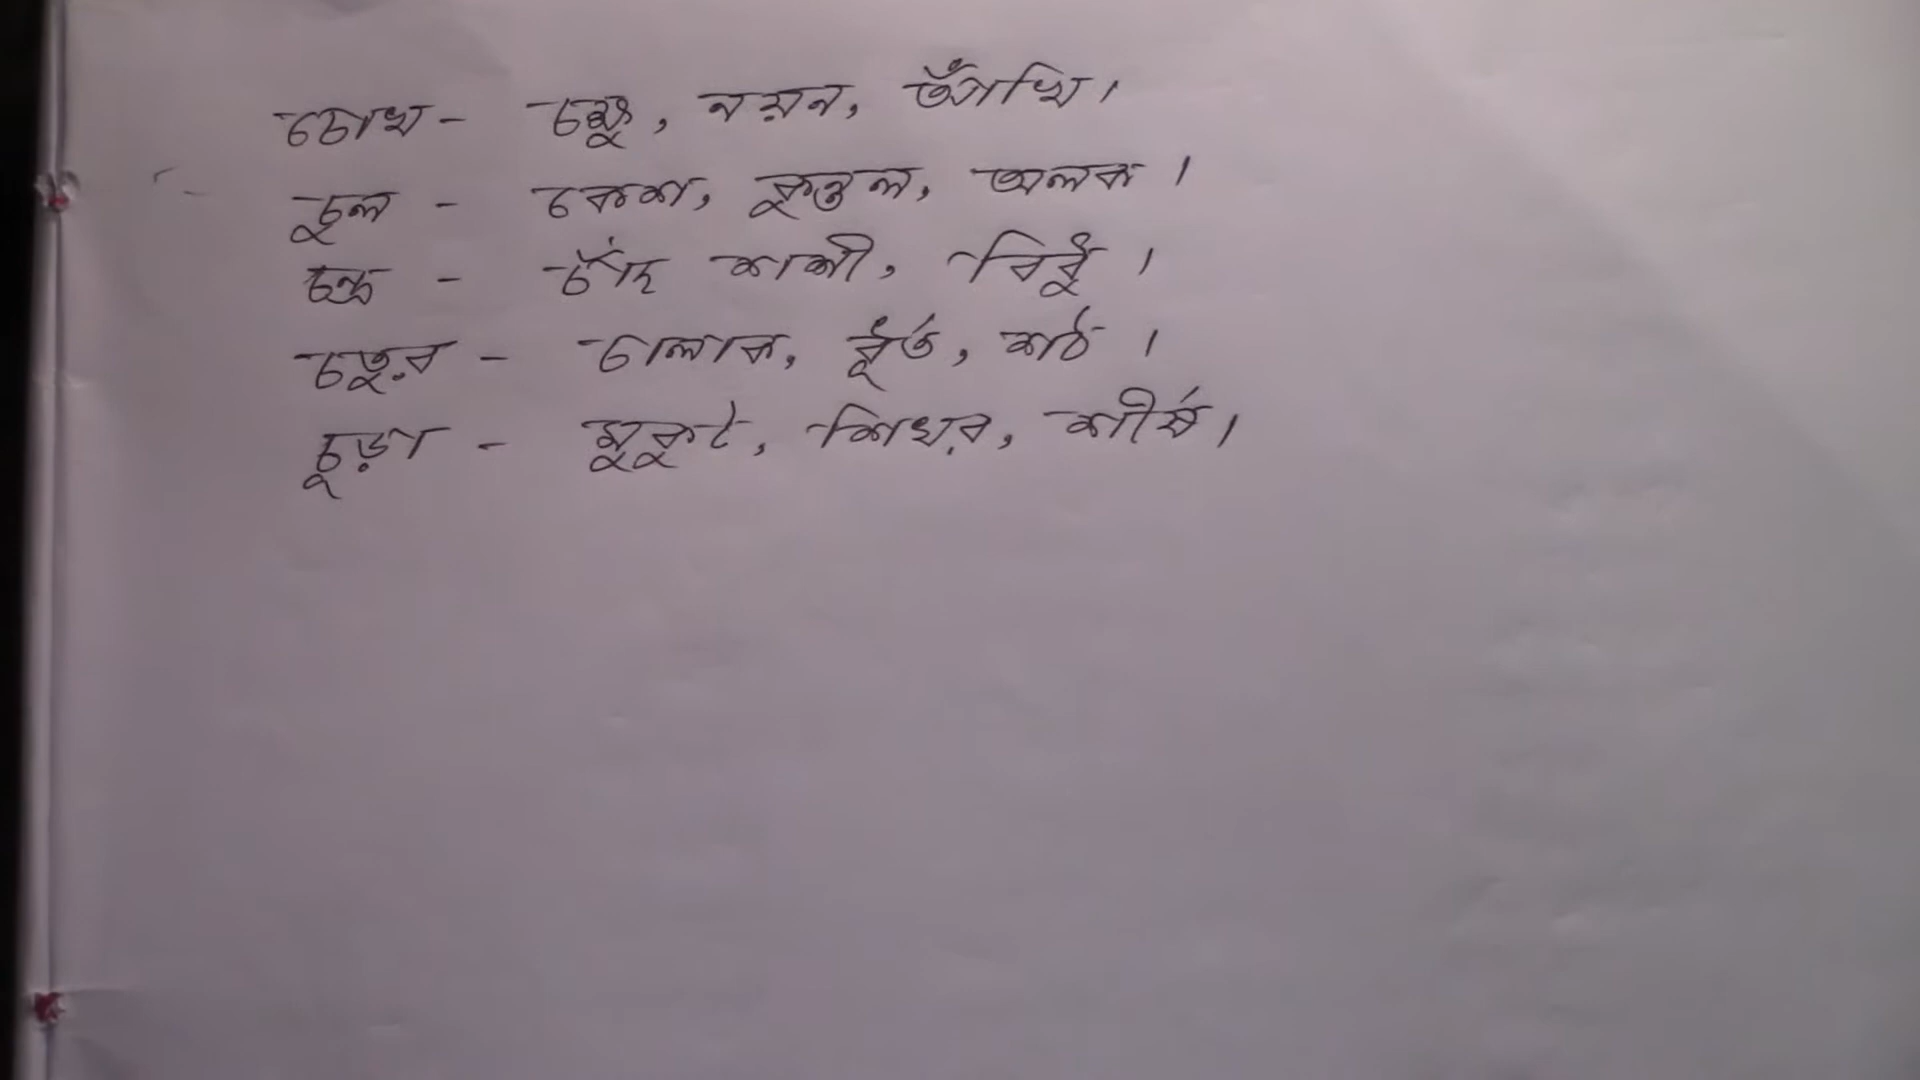 চোখ - চক্ষু, নয়ন, আঁখি।
চুল - কেশ, কুন্তল, অলক।
চন্দ্র - চাঁদ শশী, বিধু।
চতুর - চালাক, ধূর্ত, শঠ।
চূড়া - মুকুট, শিখর, শীর্ষ।